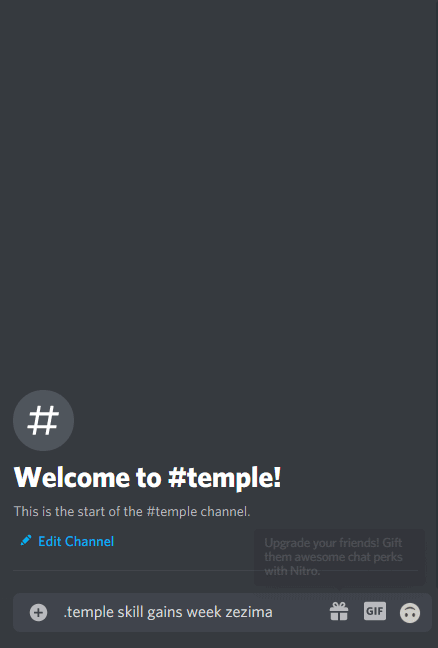 #
Welcome to #temple!
This is the start of the #temple channel.
Edit Channel
Upgrade your friends! Gift
them awesome chat perks
with Nitro.
.temple skill gains week zezima
GIF